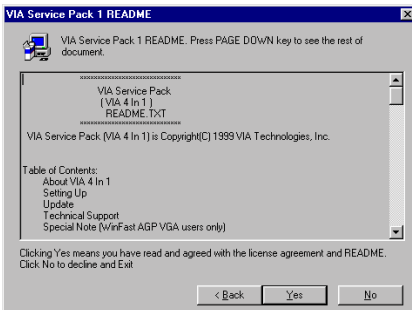 VIA Service Pack 1 README
VIA Service Pack 1 README. Press PAGE DOWN key to see the rest of
document.
××××××××××××××××××××××××××××
VIA Service Pack
( VIA 4 In 1 )
README.TXT
××××××××××××××××××××××××××××
VIA Service Pack (VIA 4 In 1) is Copyright(C) 1999 VIA Technologies, Inc.
Table of Contents:
About VIA 4 In 1
Setting Up
Update
Technical Support
Special Note (WinFast AGP VGA users only)
Clicking Yes means you have read and agreed with the license agreement and README.
Click No to decline and Exit
< Back
Yes
No